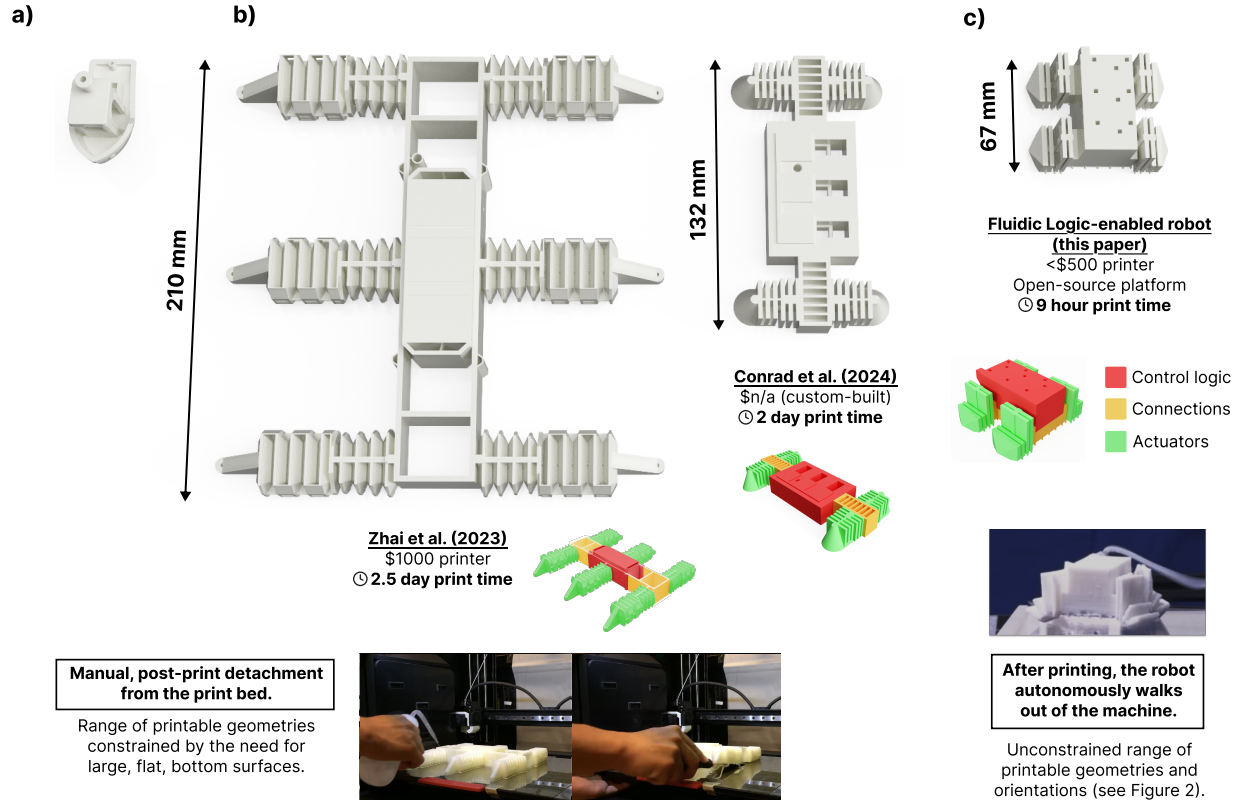 a)
b)
c)
210 mm
132 mm
67 mm
Fluidic Logic-enabled robot
(this paper)
<$500 printer
Open-source platform
9 hour print time
Conrad et al. (2024)
$n/a (custom-built)
2 day print time
Control logic
Connections
Actuators
Zhai et al. (2023)
$1000 printer
2.5 day print time
Manual, post-print detachment
from the print bed.
Range of printable geometries
constrained by the need for
large, flat, bottom surfaces.
After printing, the robot
autonomously walks
out of the machine.
Unconstrained range of
printable geometries and
orientations (see Figure 2).